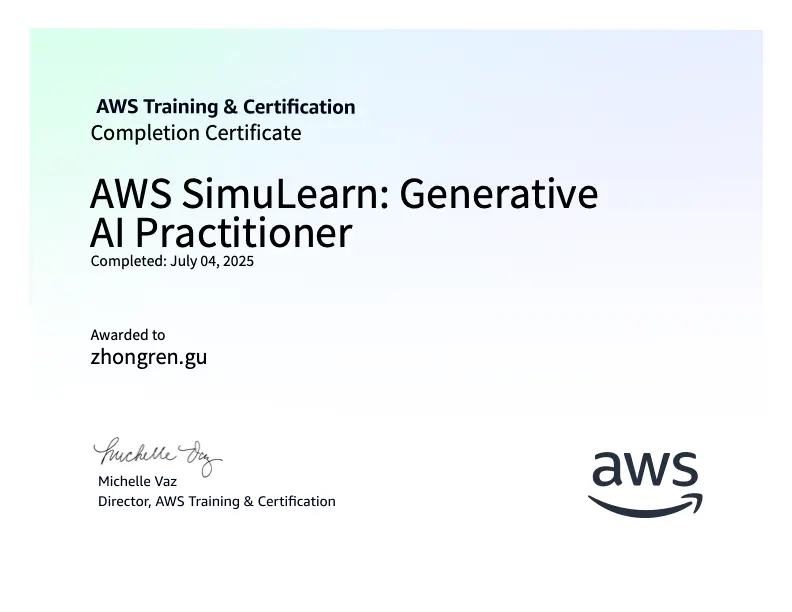 AWS Training & Certification
Completion Certificate
AWS SimuLearn: Generative
AI Practitioner
Completed: July 04, 2025
Awarded to
zhongren.gu
Michelle Vaz
Michelle Vaz
Director, AWS Training & Certification
aws